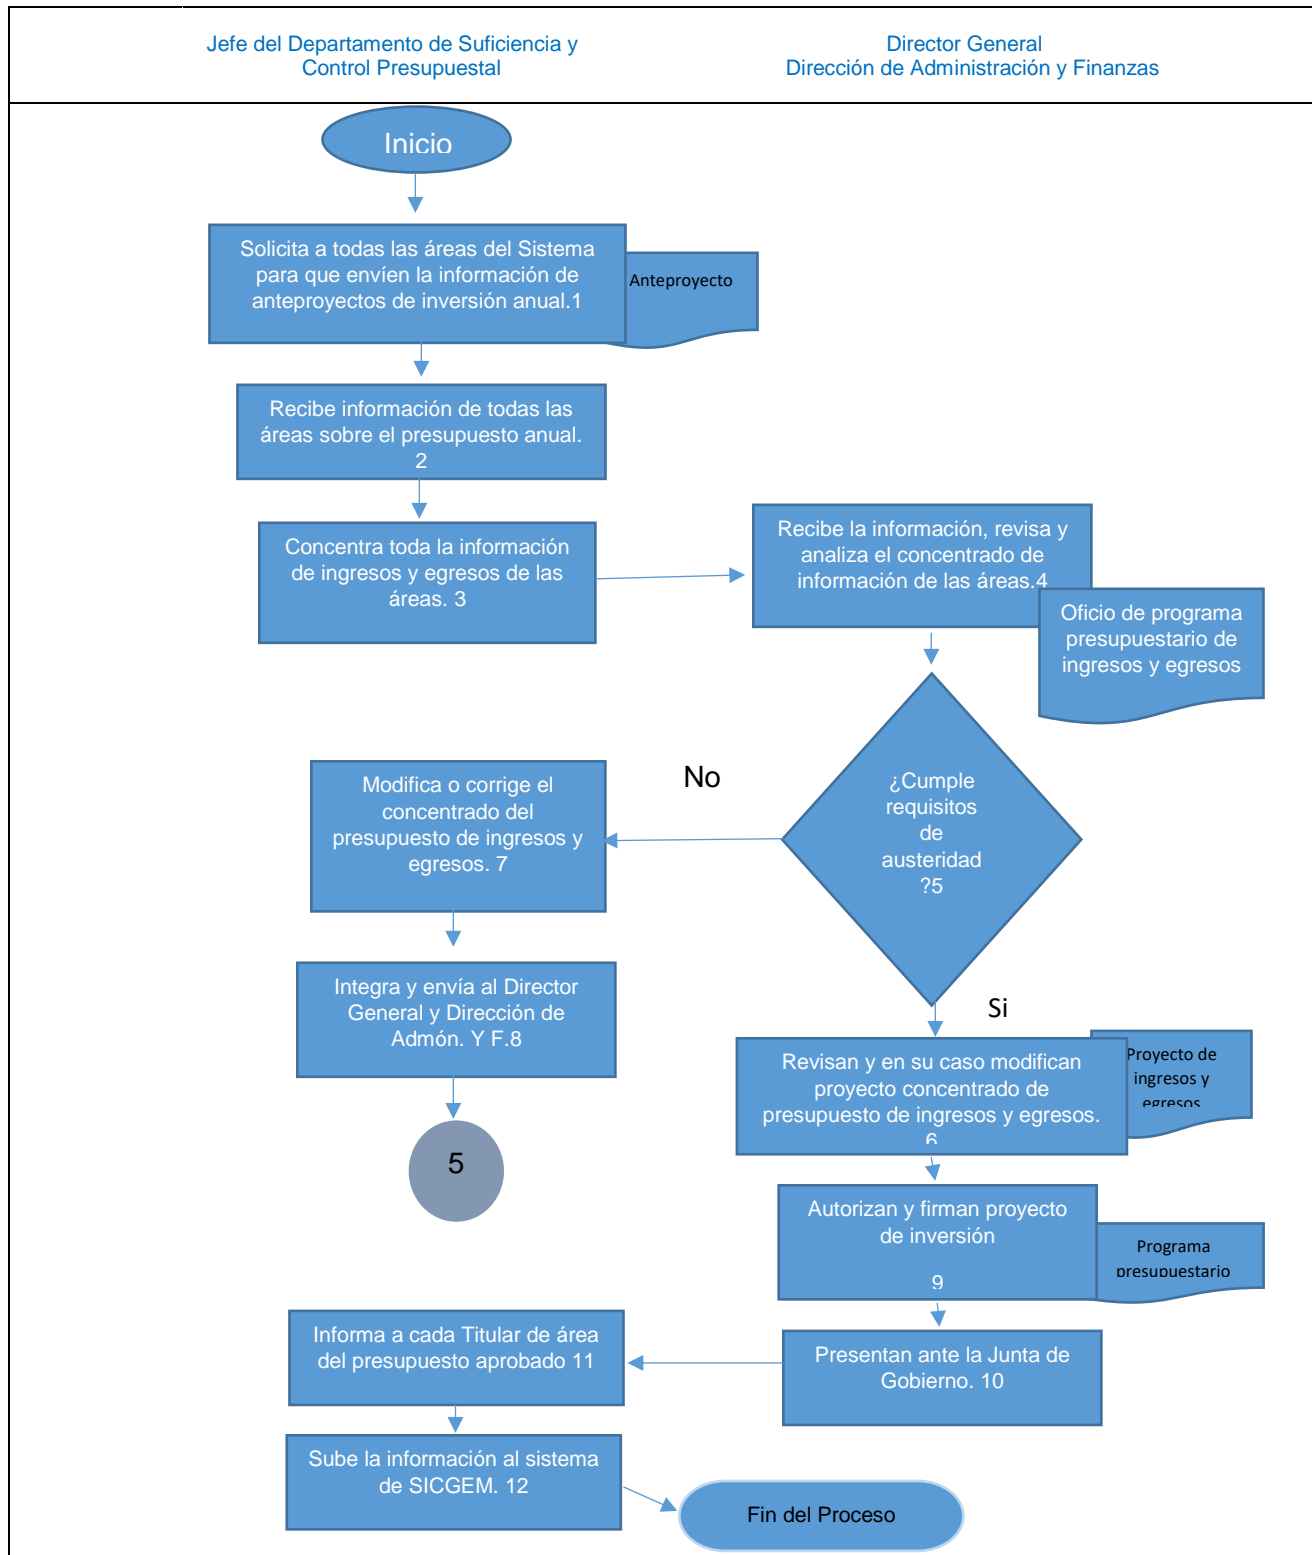 Jefe del Departamento de Suficiencia y
Control Presupuestal
Director General
Dirección de Administración y Finanzas
Inicio
Solicita a todas las áreas del Sistema
para que envíen la información de
anteproyectos de inversión anual.1
Anteproyecto
Recibe información de todas las
áreas sobre el presupuesto anual.
2
Concentra toda la información
de ingresos y egresos de las
áreas. 3
Recibe la información, revisa y
analiza el concentrado de
información de las áreas.4
Oficio de programa
presupuestario de
ingresos y egresos
¿Cumple
requisitos
de
austeridad
?5
No
Modifica o corrige el
concentrado del
presupuesto de ingresos y
egresos. 7
Integra y envía al Director
General y Dirección de
Admón. Y F.8
5
Si
Revisan y en su caso modifican
proyecto concentrado de
presupuesto de ingresos y egresos.
6
Proyecto de
ingresos y
egresos
Autorizan y firman proyecto
de inversión
9
Programa
presupuestario
Presentan ante la Junta de
Gobierno. 10
Informa a cada Titular de área
del presupuesto aprobado 11
Sube la información al sistema
de SICGEM. 12
Fin del Proceso